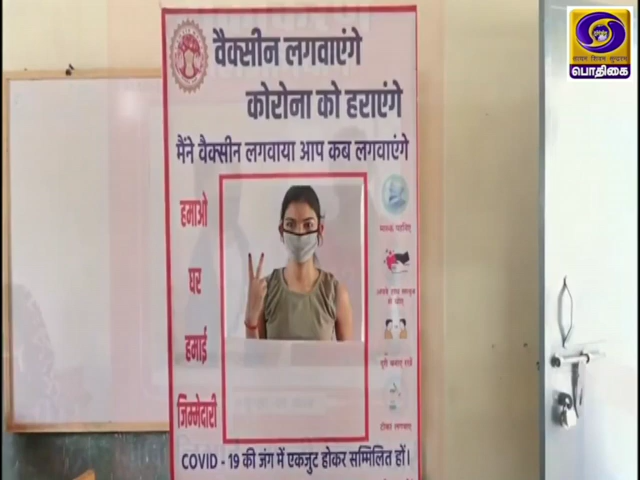 वैक्सीन लगवाएंगे
कोरोना को हराएंगे
मैंने वैक्सीन लगवाया आप कब लगवाएंगे
हमाओ
घर
हमाई
जिम्मेदारी
COVID - 19 की जंग में एकजुट होकर सम्मिलित हों।
பொதிகை